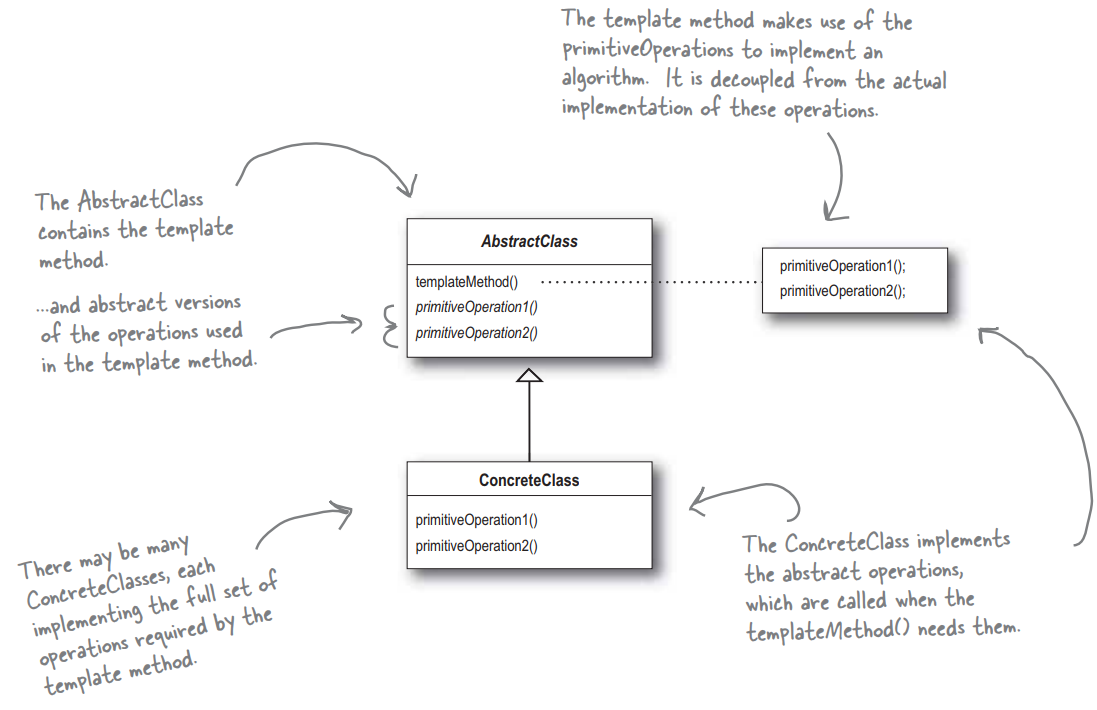 The template method makes use of the
primitiveOperations to implement an
algorithm. It is decoupled from the actual
implementation of these operations.
The AbstractClass
contains the template
method.
...and abstract versions
of the operations used
in the template method.
AbstractClass
templateMethod()
primitiveOperation1()
primitiveOperation2()
primitiveOperation1();
primitiveOperation2();
ConcreteClass
primitiveOperation1()
primitiveOperation2()
There may be many
ConcreteClasses, each
implementing the full set of
operations required by the
template method.
The ConcreteClass implements
the abstract operations,
which are called when the
templateMethod() needs them.